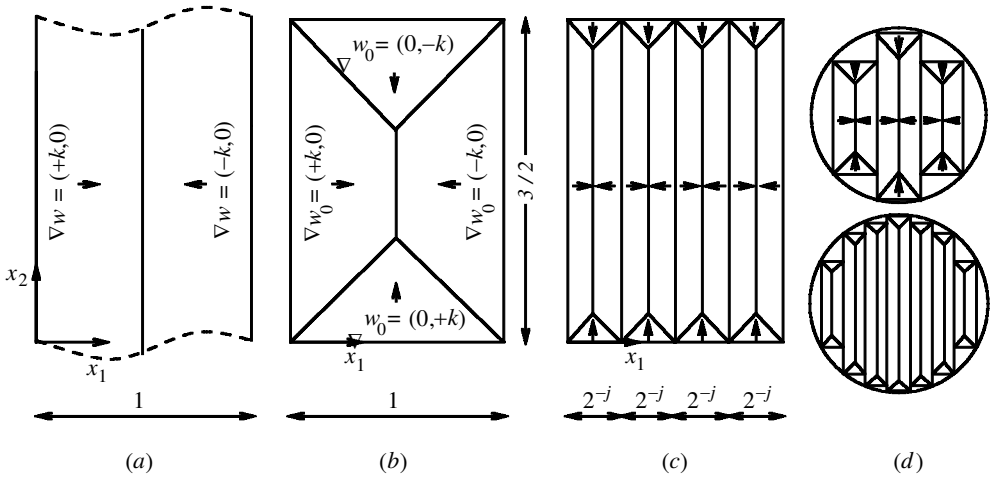 ∇w = (+k,0)
∇w = (−k,0)
x2
x1
1
(a)
∇
w0 = (0,−k)
∇w0 = (+k,0)
∇w0 = (−k,0)
w0 = (0,+k)
∇
x1
3 / 2
1
(b)
x1
2−j 2−j 2−j 2−j
(c)
(d)